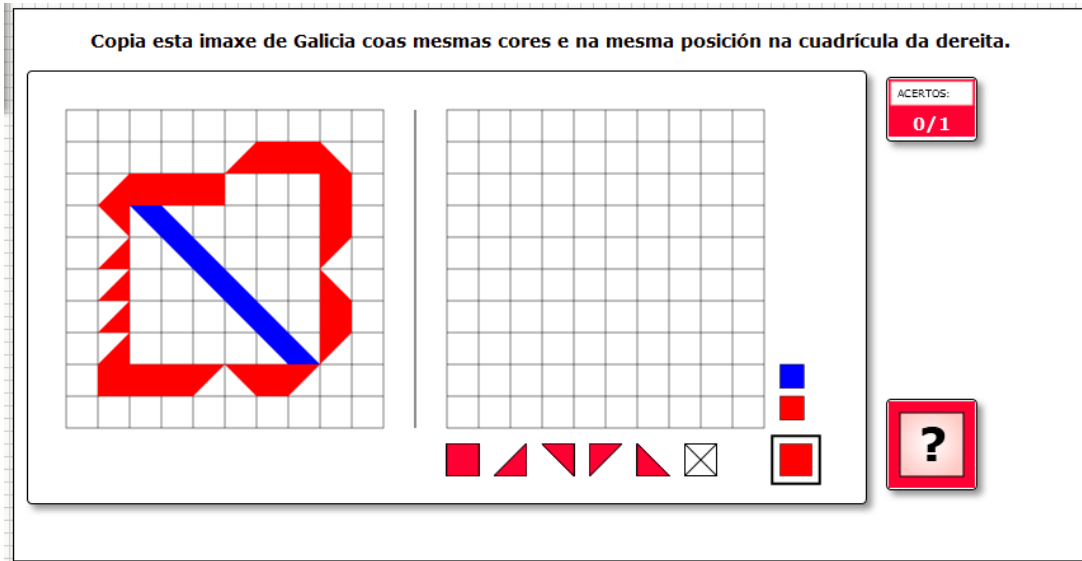 Copia esta imaxe de Galicia coas mesmas cores e na mesma posición na cuadrícula da dereita.
ACERTOS:
0/1
?